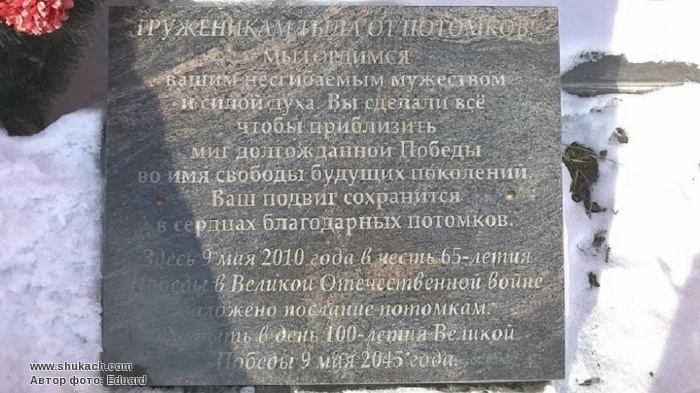 ТРУЖЕНИКАМ ТЫЛА ОТ ПОТОМКОВ!
МЫ ГОРДИМСЯ
вашим несгибаемым мужеством
и силой духа. Вы сделали всё
чтобы приблизить
миг долгожданной Победы
во имя свободы будущих поколений.
Ваш подвиг сохранится
в сердцах благодарных потомков.
Здесь 9 мая 2010 года в честь 65-летия
Победы в Великой Отечественной войне
заложено послание потомкам.
Вскрыть в день 100-летия Великой
Победы 9 мая 2045 года.
www.shukach.com
Автор фото: Eduard